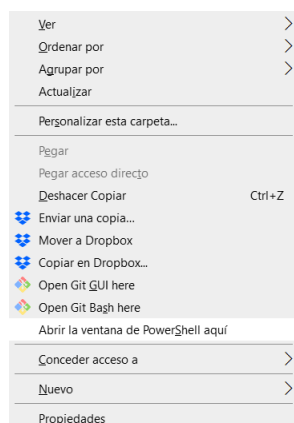 Ver
Ordenar por
Agrupar por
Actualizar
Personalizar esta carpeta...
Pegar
Pegar acceso directo
Deshacer Copiar Ctrl+Z
Enviar una copia...
Mover a Dropbox
Copiar en Dropbox...
Open Git GUI here
Open Git Bash here
Abrir la ventana de PowerShell aquí
Conceder acceso a
Nuevo
Propiedades